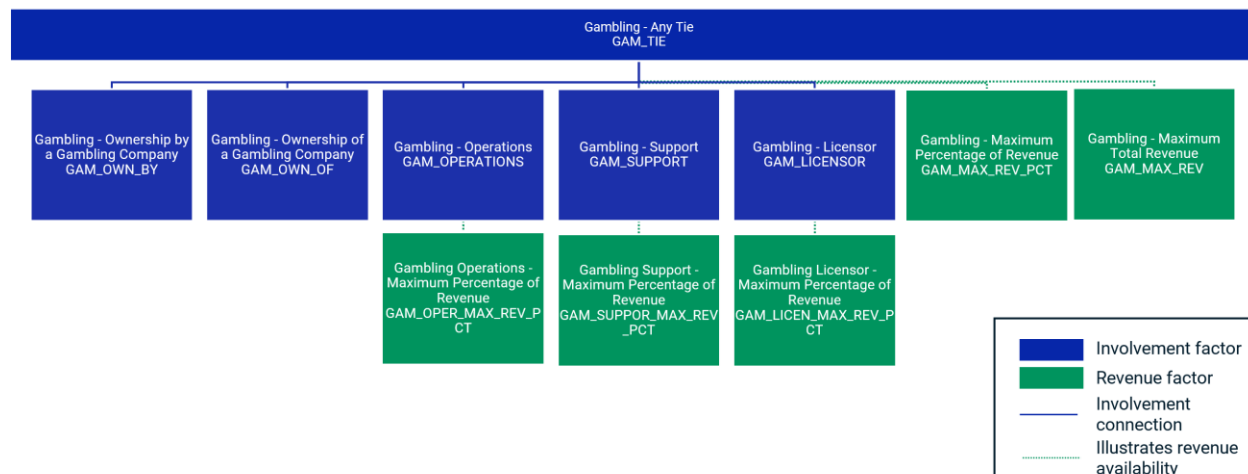 Gambling - Any Tie
GAM_TIE
Gambling - Ownership by
a Gambling Company
GAM_OWN_BY
Gambling - Ownership of
a Gambling Company
GAM_OWN_OF
Gambling - Operations
GAM_OPERATIONS
Gambling - Support
GAM_SUPPORT
Gambling - Licensor
GAM_LICENSOR
Gambling - Maximum
Percentage of Revenue
GAM_MAX_REV_PCT
Gambling - Maximum
Total Revenue
GAM_MAX_REV
Gambling Operations -
Maximum Percentage of
Revenue
GAM_OPER_MAX_REV_P
CT
Gambling Support -
Maximum Percentage of
Revenue
GAM_SUPPOR_MAX_REV
_PCT
Gambling Licensor -
Maximum Percentage of
Revenue
GAM_LICEN_MAX_REV_P
CT
Involvement factor
Revenue factor
Involvement
connection
Illustrates revenue
availability